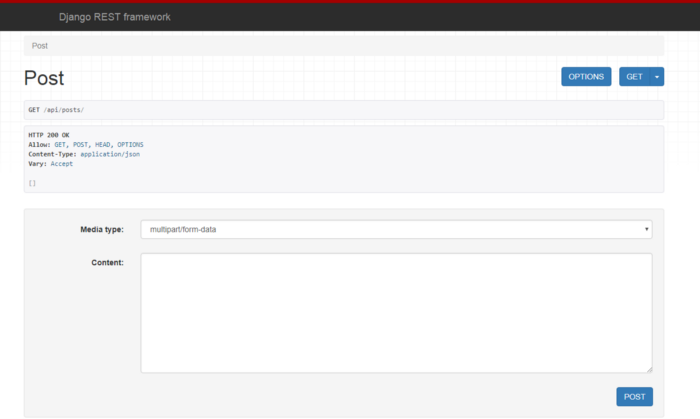 Django REST framework
Post
Post
OPTIONS
GET
GET /api/posts/
HTTP 200 OK
Allow: GET, POST, HEAD, OPTIONS
Content-Type: application/json
Vary: Accept
[]
Media type:
multipart/form-data
Content:
POST